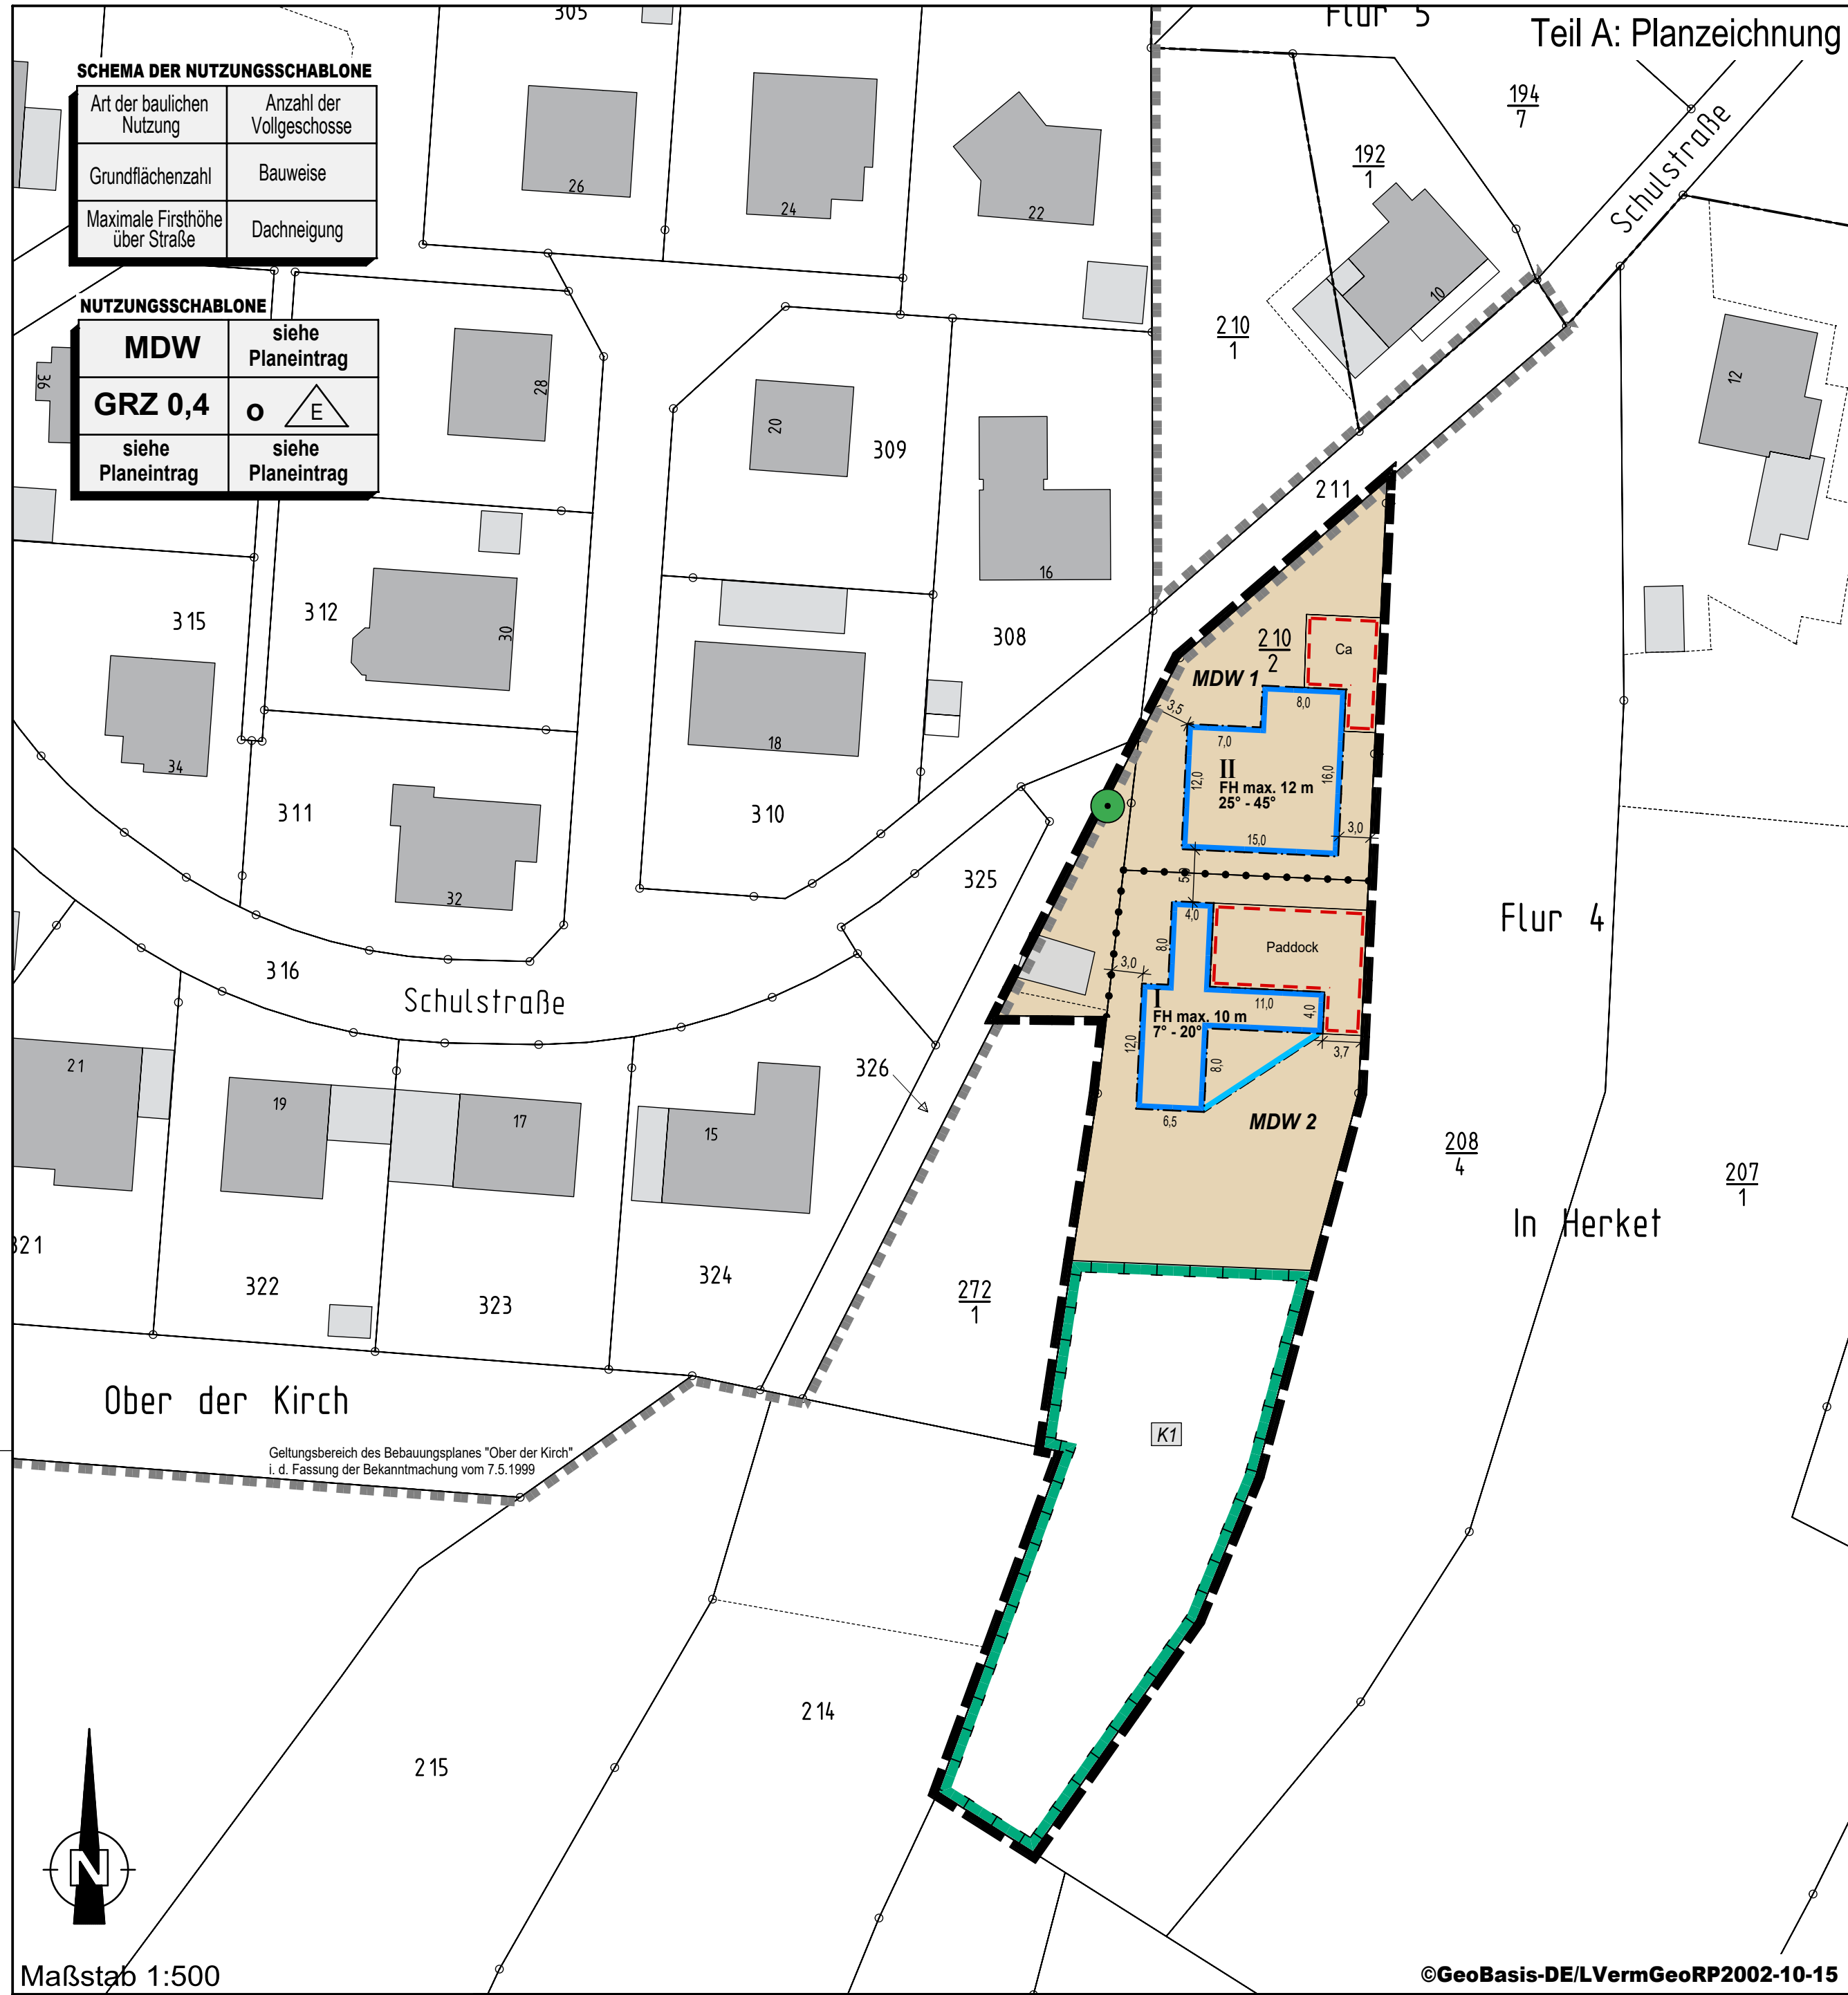 305
Flur 5
Teil A: Planzeichnung
SCHEMA DER NUTZUNGSSCHABLONE
Art der baulichen Nutzung
Anzahl der Vollgeschosse
Grundflächenzahl
Bauweise
Maximale Firsthöhe über Straße
Dachneigung
NUTZUNGSSCHABLONE
MDW
siehe Planeintrag
GRZ 0,4
o
E
siehe Planeintrag
siehe Planeintrag
26
24
22
194
7
192
1
Schulstraße
10
210
1
12
36
28
20
309
16
211
315
312
30
308
210
2
Ca
MDW 1
3,5
8,0
7,0
34
18
12,0
II
16,0
FH max. 12 m
25° - 45°
311
310
15,0
3,0
32
325
5,0
Flur 4
4,0
8,0
Paddock
316
3,0
Schulstraße
I
11,0
4,0
FH max. 10 m
7° - 20°
12,0
8,0
3,7
21
326
19
17
15
6,5
MDW 2
208
4
207
1
In Herket
321
322
323
324
272
1
Ober der Kirch
K1
Geltungsbereich des Bebauungsplanes "Ober der Kirch"
i. d. Fassung der Bekanntmachung vom 7.5.1999
214
215
N
Maßstab 1:500
©GeoBasis-DE/LVermGeoRP2002-10-15